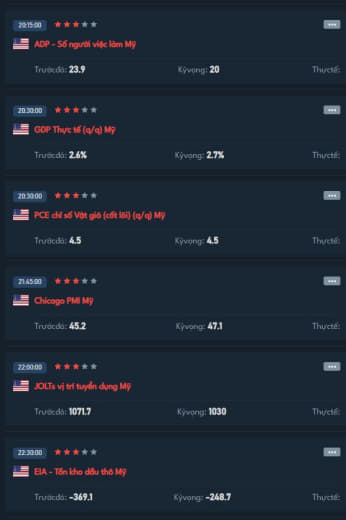 20:15:00
ADP - Số người việc làm Mỹ
Trước đó: 23.9 Kỳ vọng: 20 Thực tế:
20:30:00
GDP Thực tế (q/q) Mỹ
Trước đó: 2.6% Kỳ vọng: 2.7% Thực tế:
20:30:00
PCE chỉ số Vật giá (cốt lõi) (q/q) Mỹ
Trước đó: 4.5 Kỳ vọng: 4.5 Thực tế:
21:45:00
Chicago PMI Mỹ
Trước đó: 45.2 Kỳ vọng: 47.1 Thực tế:
22:00:00
JOLTs vị trí tuyển dụng Mỹ
Trước đó: 1071.7 Kỳ vọng: 1030 Thực tế:
22:30:00
EIA - Tồn kho dầu thô Mỹ
Trước đó: -369.1 Kỳ vọng: -248.7 Thực tế: